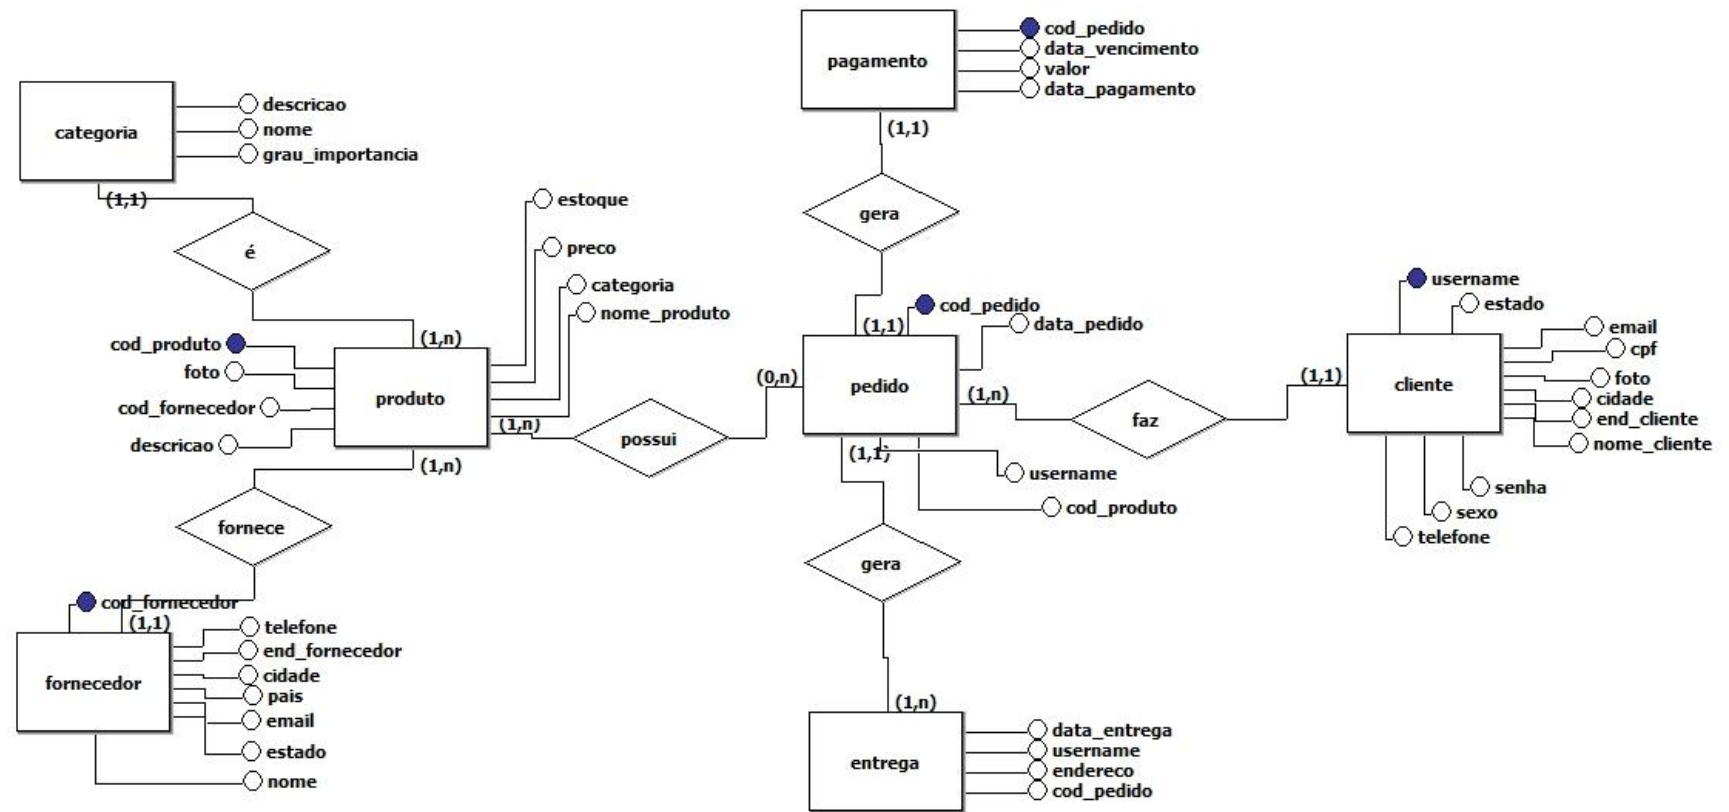 pagamento
cod_pedido
data_vencimento
valor
data_pagamento
(1,1)
categoria
descricao
nome
grau_importancia
(1,1)
é
gera
estoque
preco
categoria
nome_produto
cod_produto
foto
cod_fornecedor
descricao
(1,n)
produto
(1,n)
(1,n)
possui
(0,n)
(1,1)
cod_pedido
data_pedido
pedido
(1,n)
(1,1)
username
cod_produto
faz
(1,1)
cliente
username
estado
email
cpf
foto
cidade
end_cliente
nome_cliente
senha
sexo
telefone
fornece
cod_fornecedor
(1,1)
fornecedor
telefone
end_fornecedor
cidade
pais
email
estado
nome
gera
(1,n)
entrega
data_entrega
username
endereco
cod_pedido